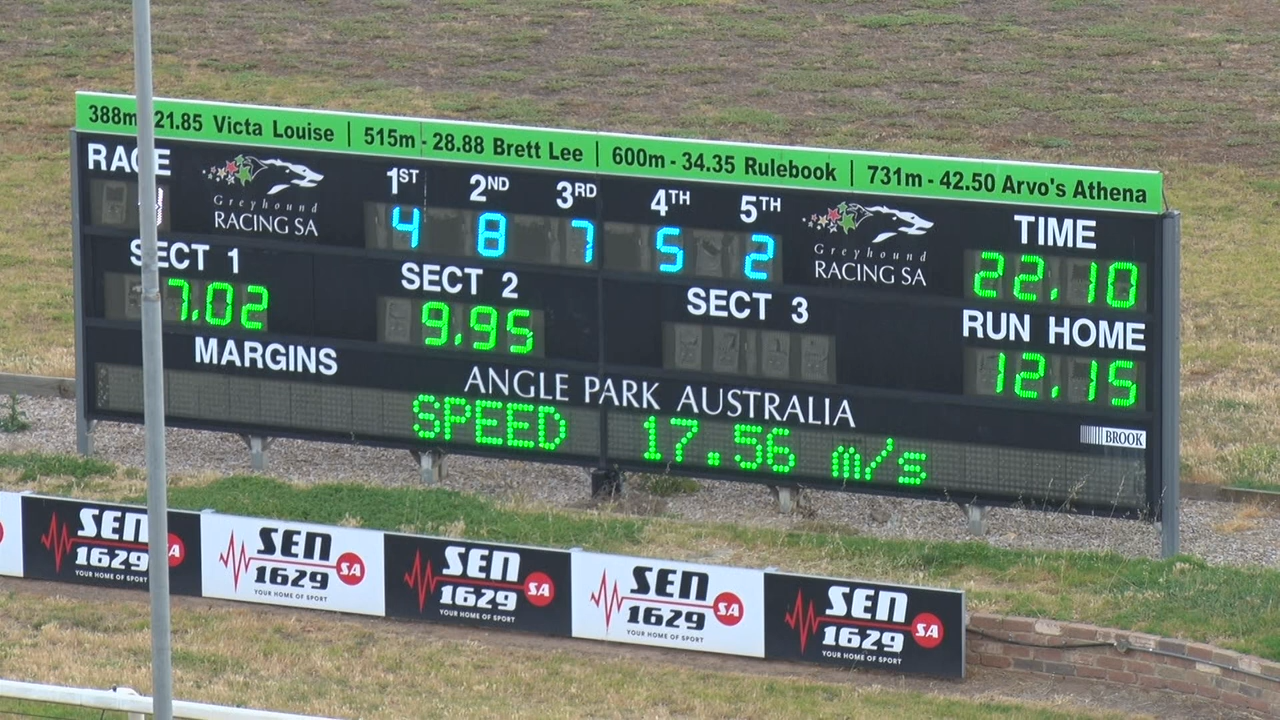 388m - 21.85 Victa Louise | 515m - 28.88 Brett Lee | 600m - 34.35 Rulebook | 731m - 42.50 Arvo's Athena
RACE
Greyhound
RACING SA
1ST 2ND 3RD 4TH 5TH
4 8 7 5 2
Greyhound
RACING SA
TIME
22.10
SECT 1
7.02
SECT 2
9.95
SECT 3
RUN HOME
12.15
MARGINS
ANGLE PARK AUSTRALIA
SPEED 17.56 m/s
BROOK
SEN
1629 
YOUR HOME OF SPORT
SEN
1629 SA
YOUR HOME OF SPORT
SEN
1629 SA
YOUR HOME OF SPORT
SEN
1629 SA
YOUR HOME OF SPORT
SEN
1629 SA
YOUR HOME OF SPORT